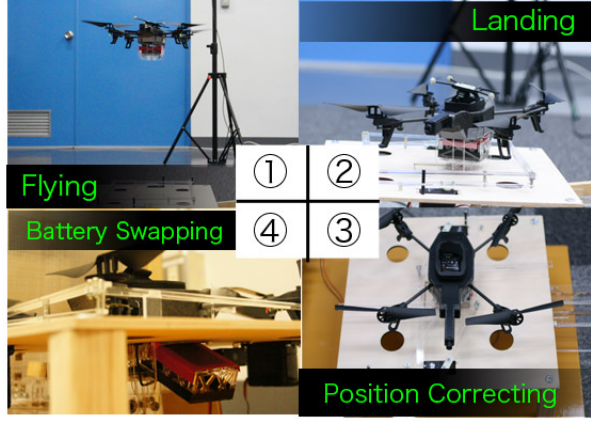 Landing
Flying
① ②
Battery Swapping
④ ③
Position Correcting